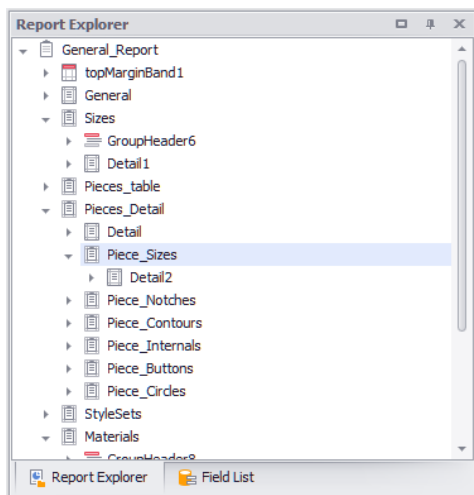 Report Explorer
General_Report
topMarginBand1
General
Sizes
GroupHeader6
Detail1
Pieces_table
Pieces_Detail
Detail
Piece_Sizes
Detail2
Piece_Notches
Piece_Contours
Piece_Internals
Piece_Buttons
Piece_Circles
StyleSets
Materials
GroupHeader8
Report Explorer Field List